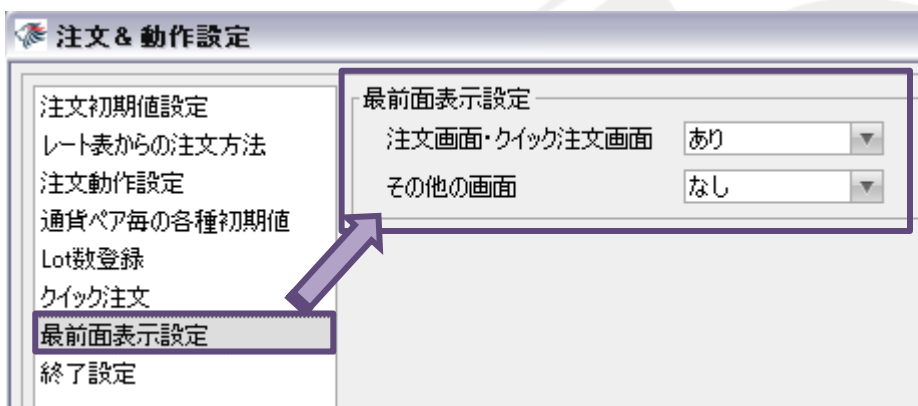 注文&動作設定
注文初期値設定
レート表からの注文方法
注文動作設定
通貨ペア毎の各種初期値
Lot数登録
クイック注文
最前面表示設定
終了設定
最前面表示設定
注文画面・クイック注文画面 あり
その他の画面 なし